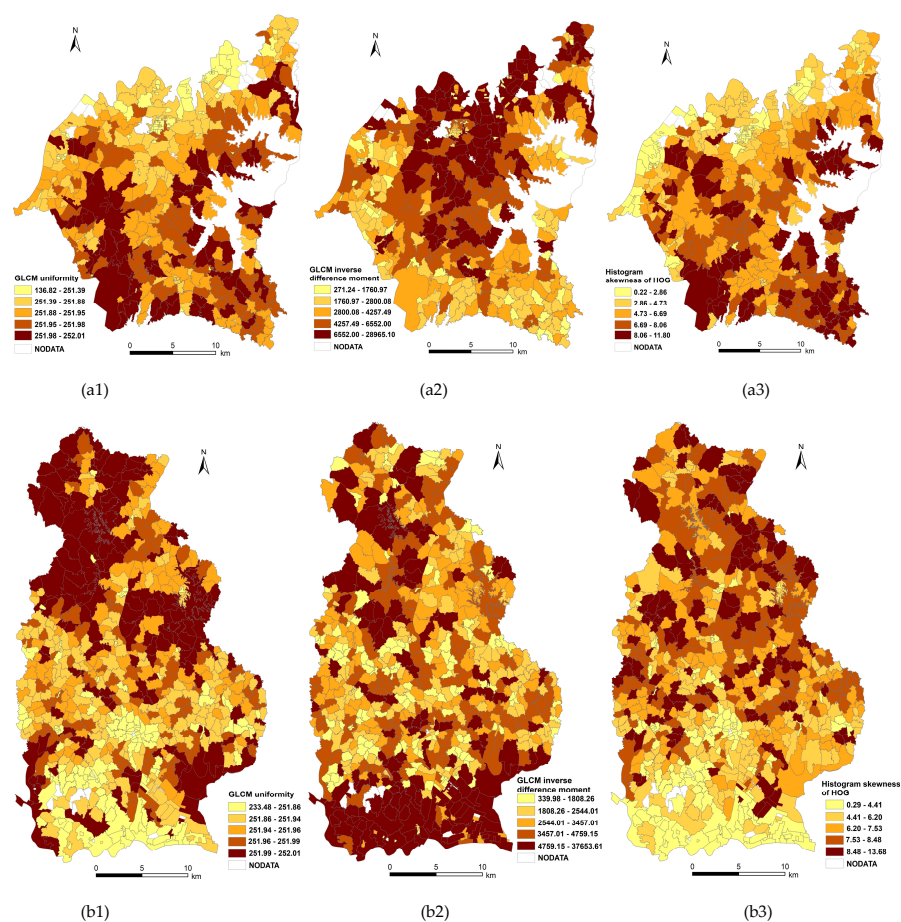 N
N
N
GLCM uniformity
136.82 - 251.39
251.39 - 251.88
251.88 - 251.95
251.95 - 251.98
251.98 - 252.01
NODATA
0 5 10
km
GLCM inverse
difference moment
271.24 - 1760.97
1760.97 - 2800.08
2800.08 - 4257.49
4257.49 - 6552.00
6552.00 - 28965.10
NODATA
0 5 10
km
Histogram
skewness of HOG
0.22 - 2.86
2.86 - 4.73
4.73 - 6.69
6.69 - 8.06
8.06 - 11.80
NODATA
0 5 10
km
(a1)
(a2)
(a3)
N
N
N
GLCM uniformity
233.48 - 251.86
251.86 - 251.94
251.94 - 251.96
251.96 - 251.99
251.99 - 252.01
NODATA
0 5 10
km
GLCM inverse
difference moment
339.98 - 1808.26
1808.26 - 2544.01
2544.01 - 3457.01
3457.01 - 4759.15
4759.15 - 37653.61
NODATA
0 5 10
km
Histogram skewness
of HOG
0.29 - 4.41
4.41 - 6.20
6.20 - 7.53
7.53 - 8.48
8.48 - 13.68
NODATA
0 5 10
km
(b1)
(b2)
(b3)